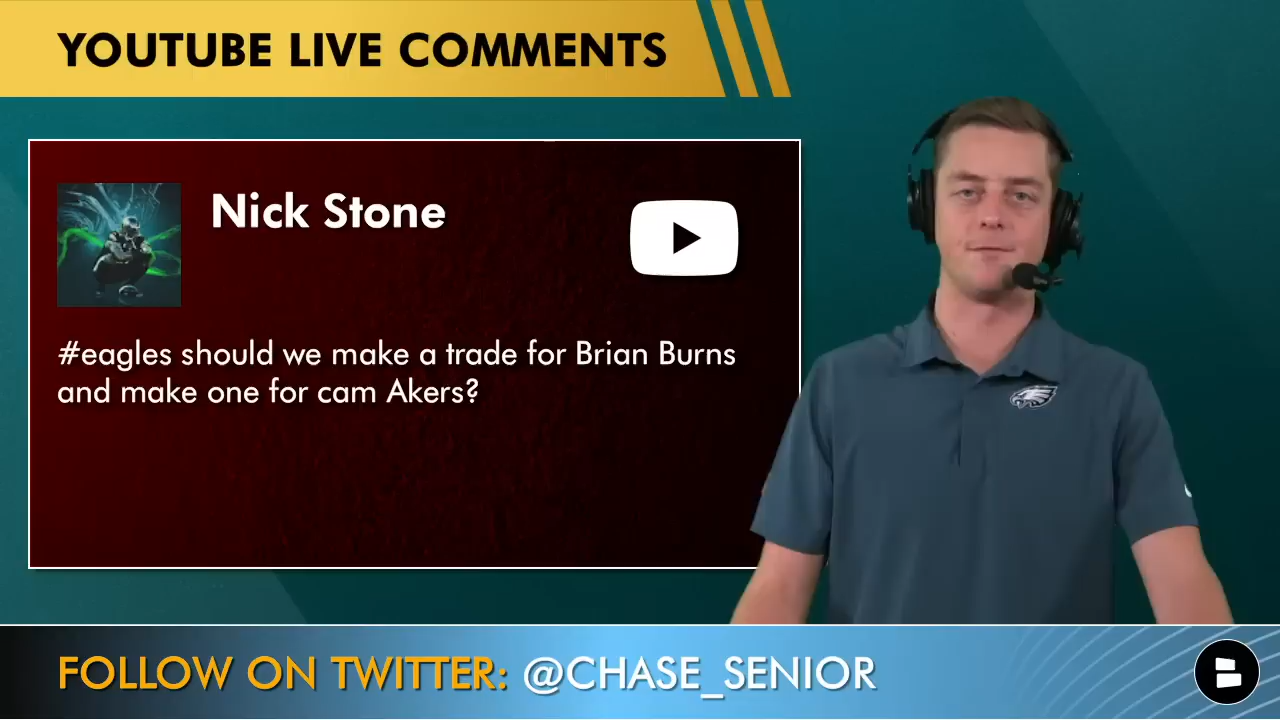 YOUTUBE LIVE COMMENTS
Nick Stone
#eagles should we make a trade for Brian Burns
and make one for cam Akers?
FOLLOW ON TWITTER: @CHASE_SENIOR